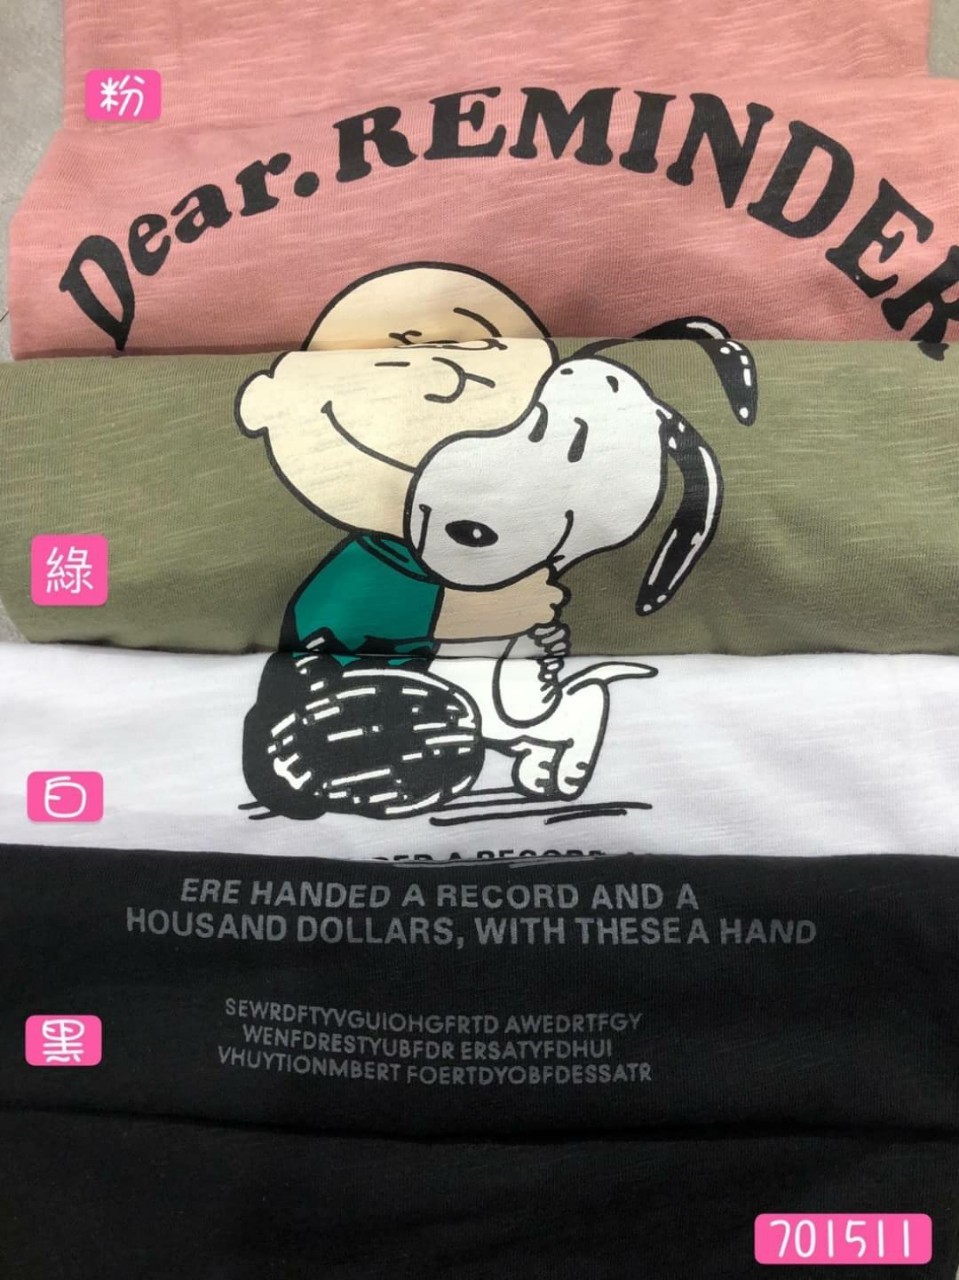 粉
Dear. REMINDER
綠
白
ERE HANDED A RECORD AND A
HOUSAND DOLLARS, WITH THESE A HAND
黑
SEWRDFTYVGUIOHGFRTD AWEDRTFGY
WENFDRESTYUBFDR ERSATYFDHUI
VHUYTIONMBERT FOERTDYOBFDESSATR
701511